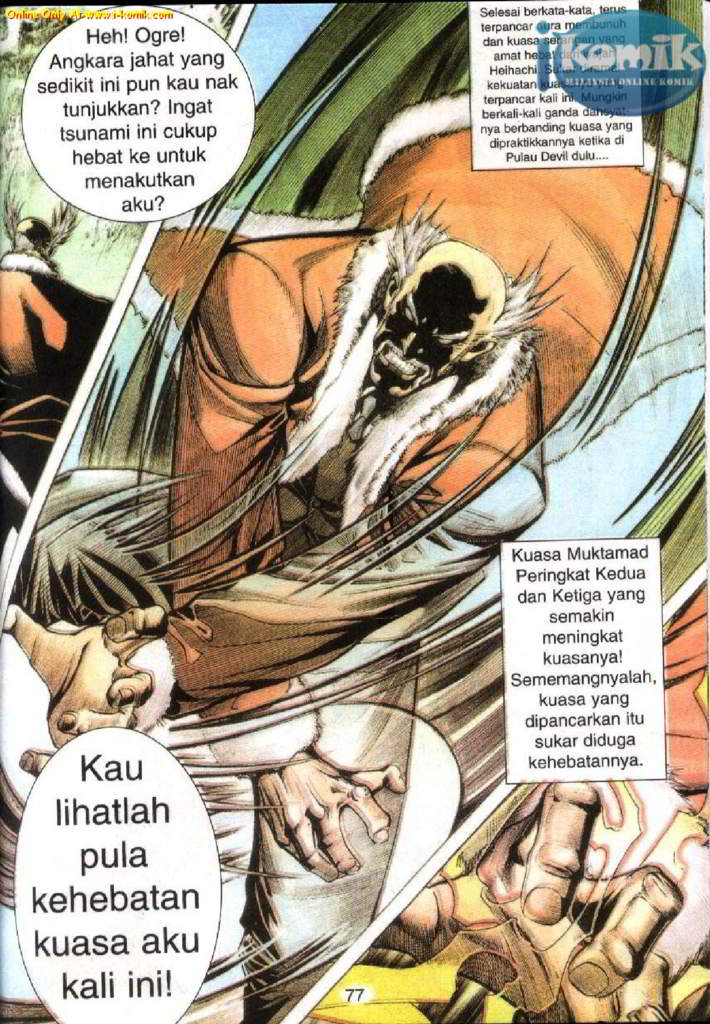 Online-Only-At-www.i-komik.com
Heh! Ogre!
Angkara jahat yang
sedikit ini pun kau nak
tunjukkan? Ingat
tsunami ini cukup
hebat ke untuk
menakutkan
aku?
Selesai berkata-kata, terus
terpancar aura membunuh
dan kuasa yang
amat hebat dari
Heihachi.
kekuatan
terpancar kali ini. Mungkin
berkali-kali ganda dahsyat-
nya berbanding kuasa yang
dipraktikkannya ketika di
Pulau Devil dulu....
ikomik
MALAYSIA ONLINE KOMIK
Kuasa Muktamad
Peringkat Kedua
dan Ketiga yang
semakin
meningkat
kuasanya!
Sememangnyalah,
kuasa yang
dipancarkan itu
sukar diduga
kehebatannya.
Kau
lihatlah
pula
kehebatan
kuasa aku
kali ini!
77